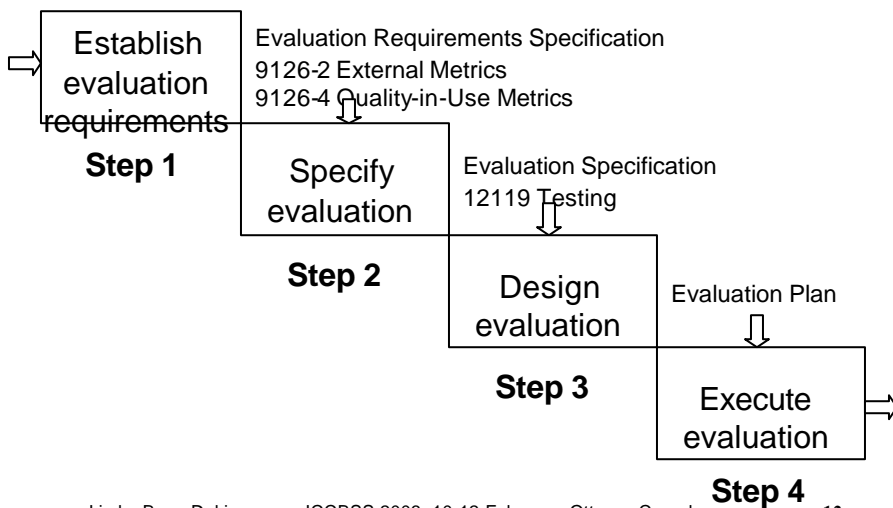 Establish
evaluation
requirements
Step 1
Evaluation Requirements Specification
9126-2 External Metrics
9126-4 Quality-in-Use Metrics
Specify
evaluation
Step 2
Evaluation Specification
12119 Testing
Design
evaluation
Step 3
Evaluation Plan
Execute
evaluation
Step 4